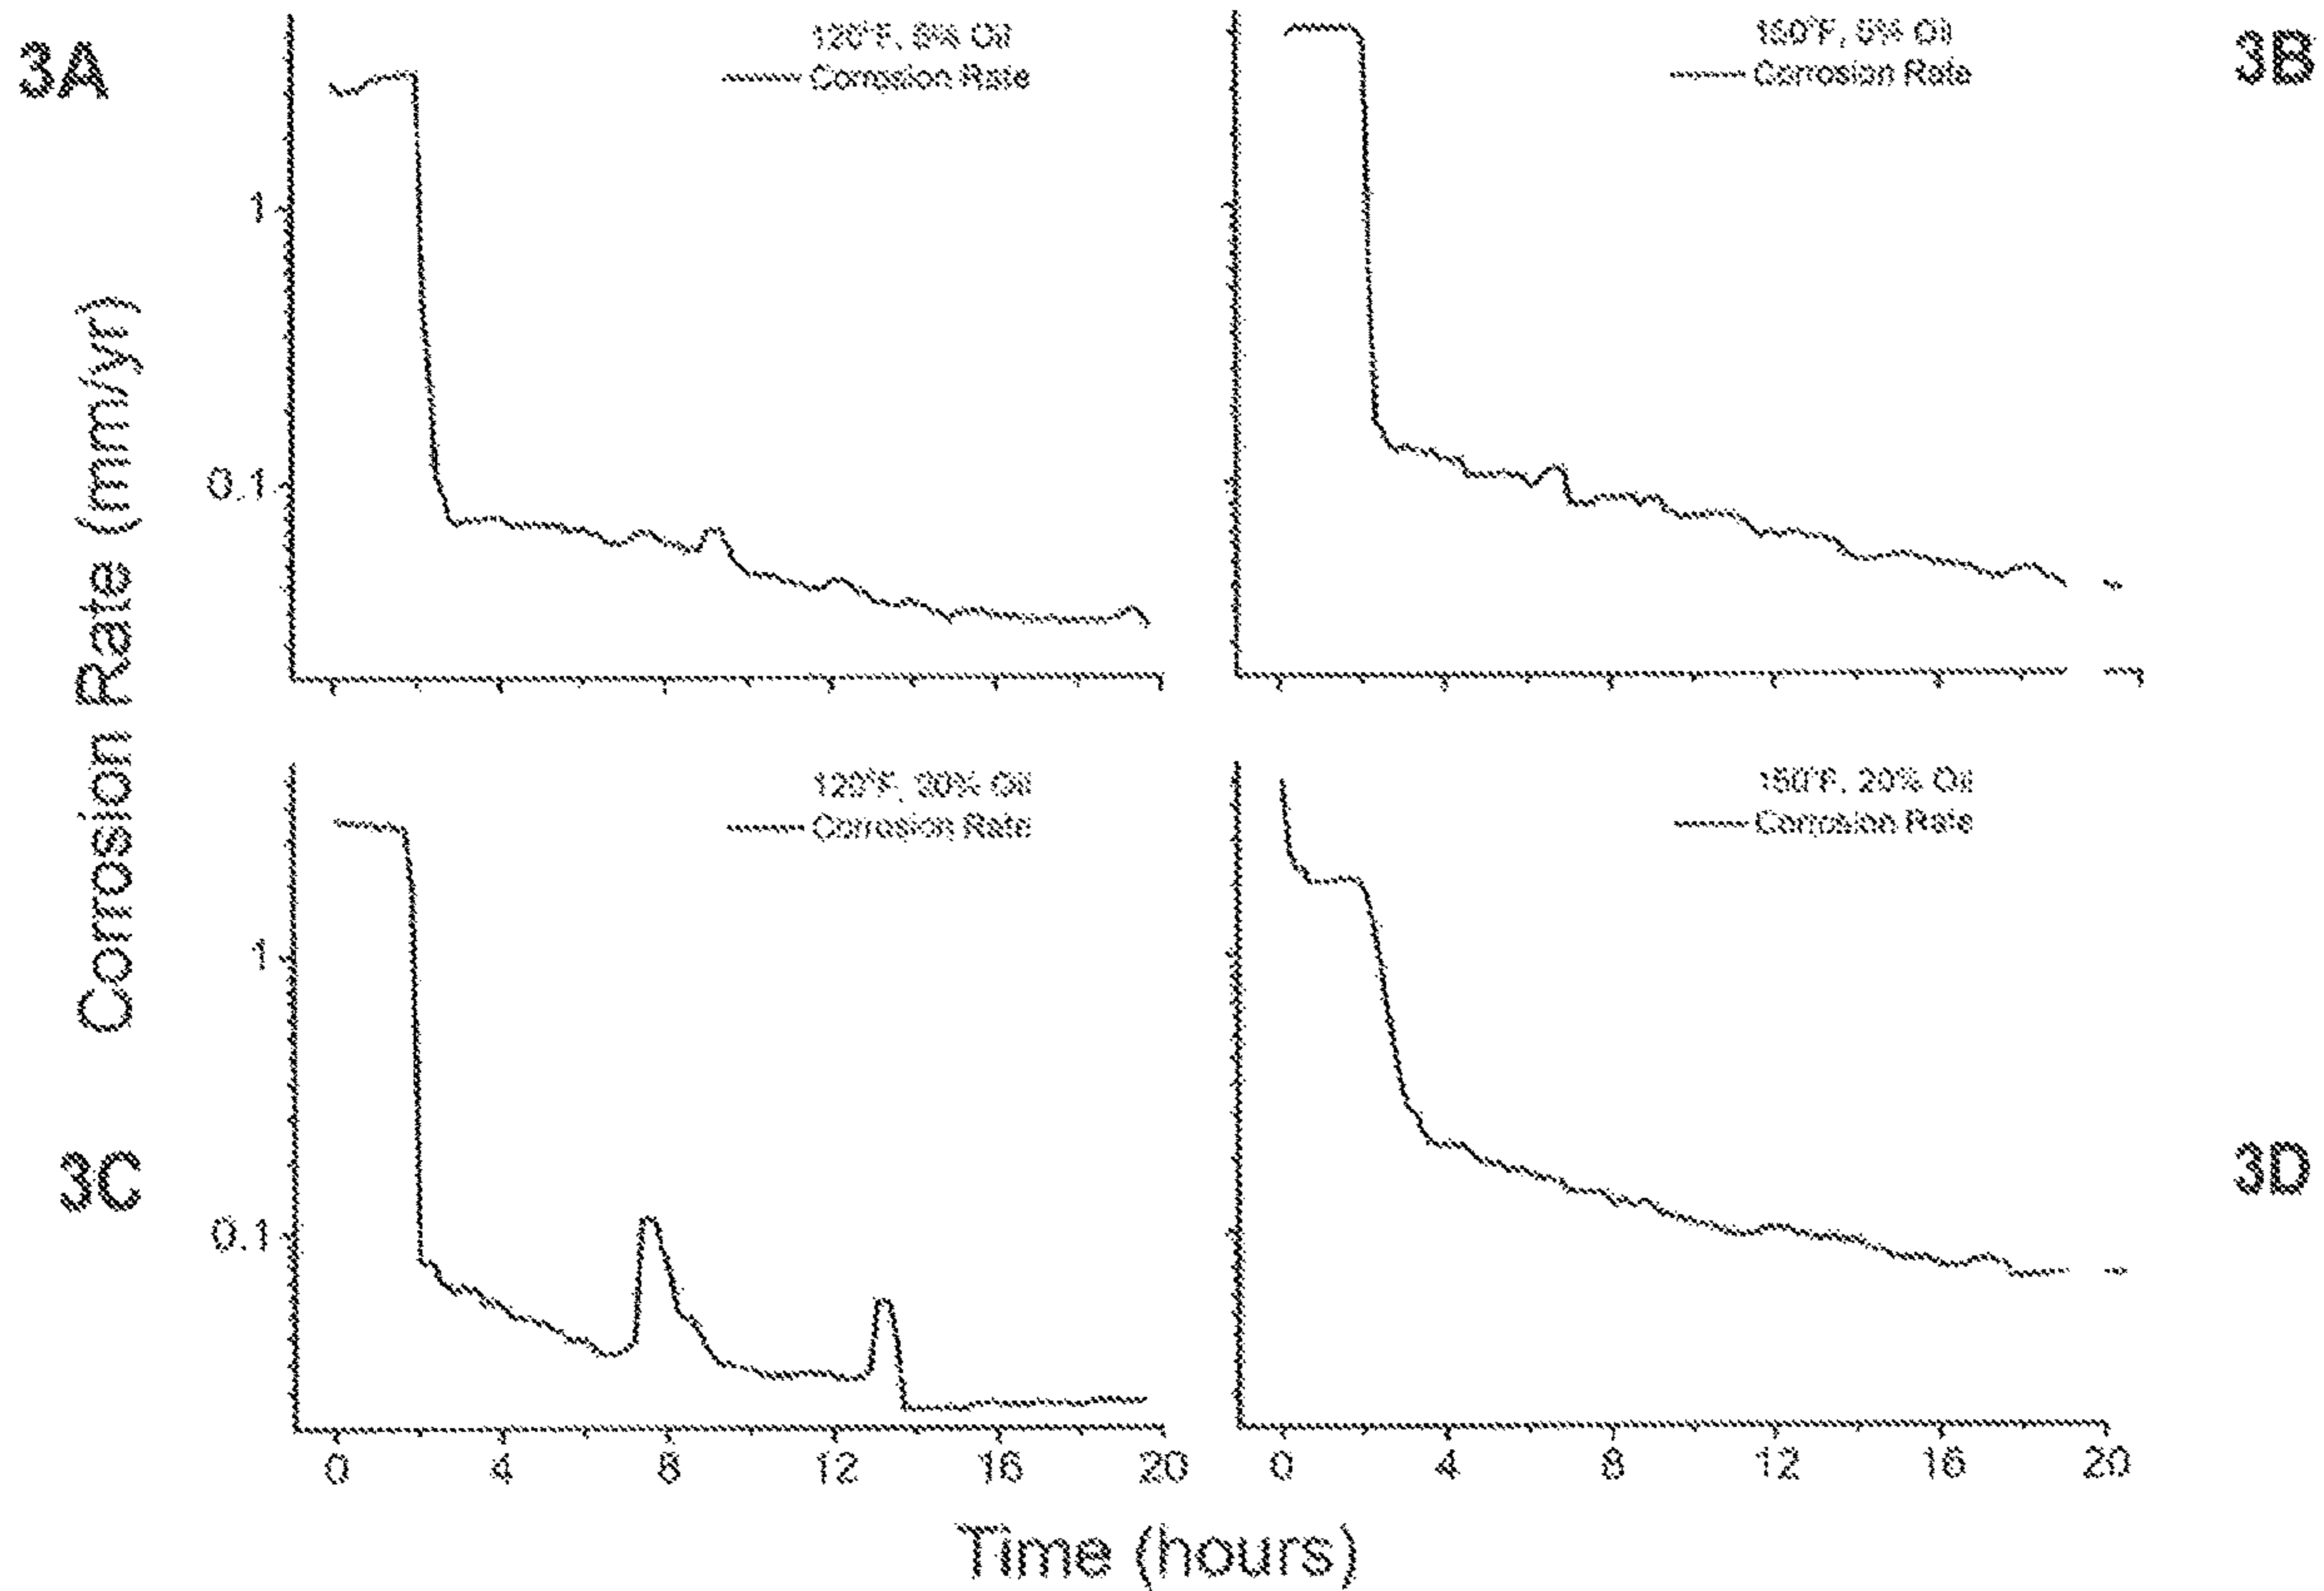 3A
120°F, 5% Oil
Corrosion Rate
150°F, 5% Oil
Corrosion Rate
3B
1
0.1
Corrosion Rate (mm/yr)
120°F, 20% Oil
Corrosion Rate
150°F, 20% Oil
Corrosion Rate
1
3C
3D
0.1
0 4 8 12 16 20 0 4 8 12 16 20
Time (hours)